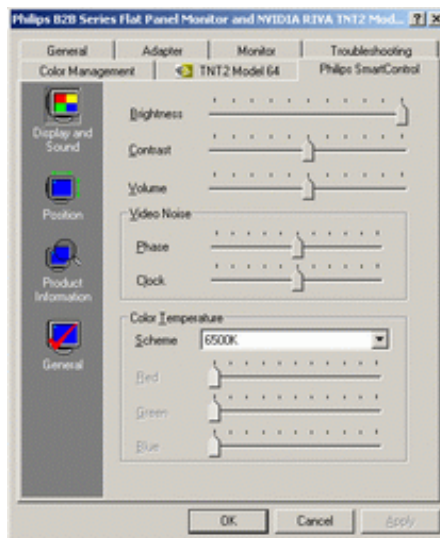 Philips B2B Series Flat Panel Monitor and NVIDIA RIVA TNT2 Mod...
General Adapter Monitor Troubleshooting
Color Management TNT2 Model 64 Philips SmartControl
Display and
Sound
Position
Product
Information
General
Brightness
Contrast
Volume
Video Noise
Phase
Clock
Color Temperature
Scheme 6500K
Red
Green
Blue
OK Cancel Apply